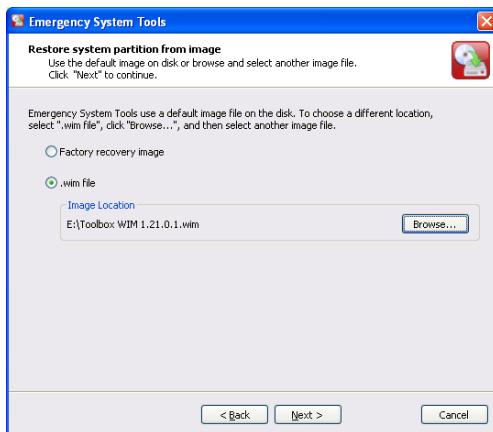 Emergency System Tools
Restore system partition from image
Use the default image on disk or browse and select another image file.
Click "Next" to continue.
Emergency System Tools use a default image file on the disk. To choose a different location,
select ".wim file", click "Browse...", and then select another image file.
Factory recovery image
.wim file
Image Location
E:\Toolbox WIM 1.21.0.1.wim
Browse...
< Back
Next >
Cancel